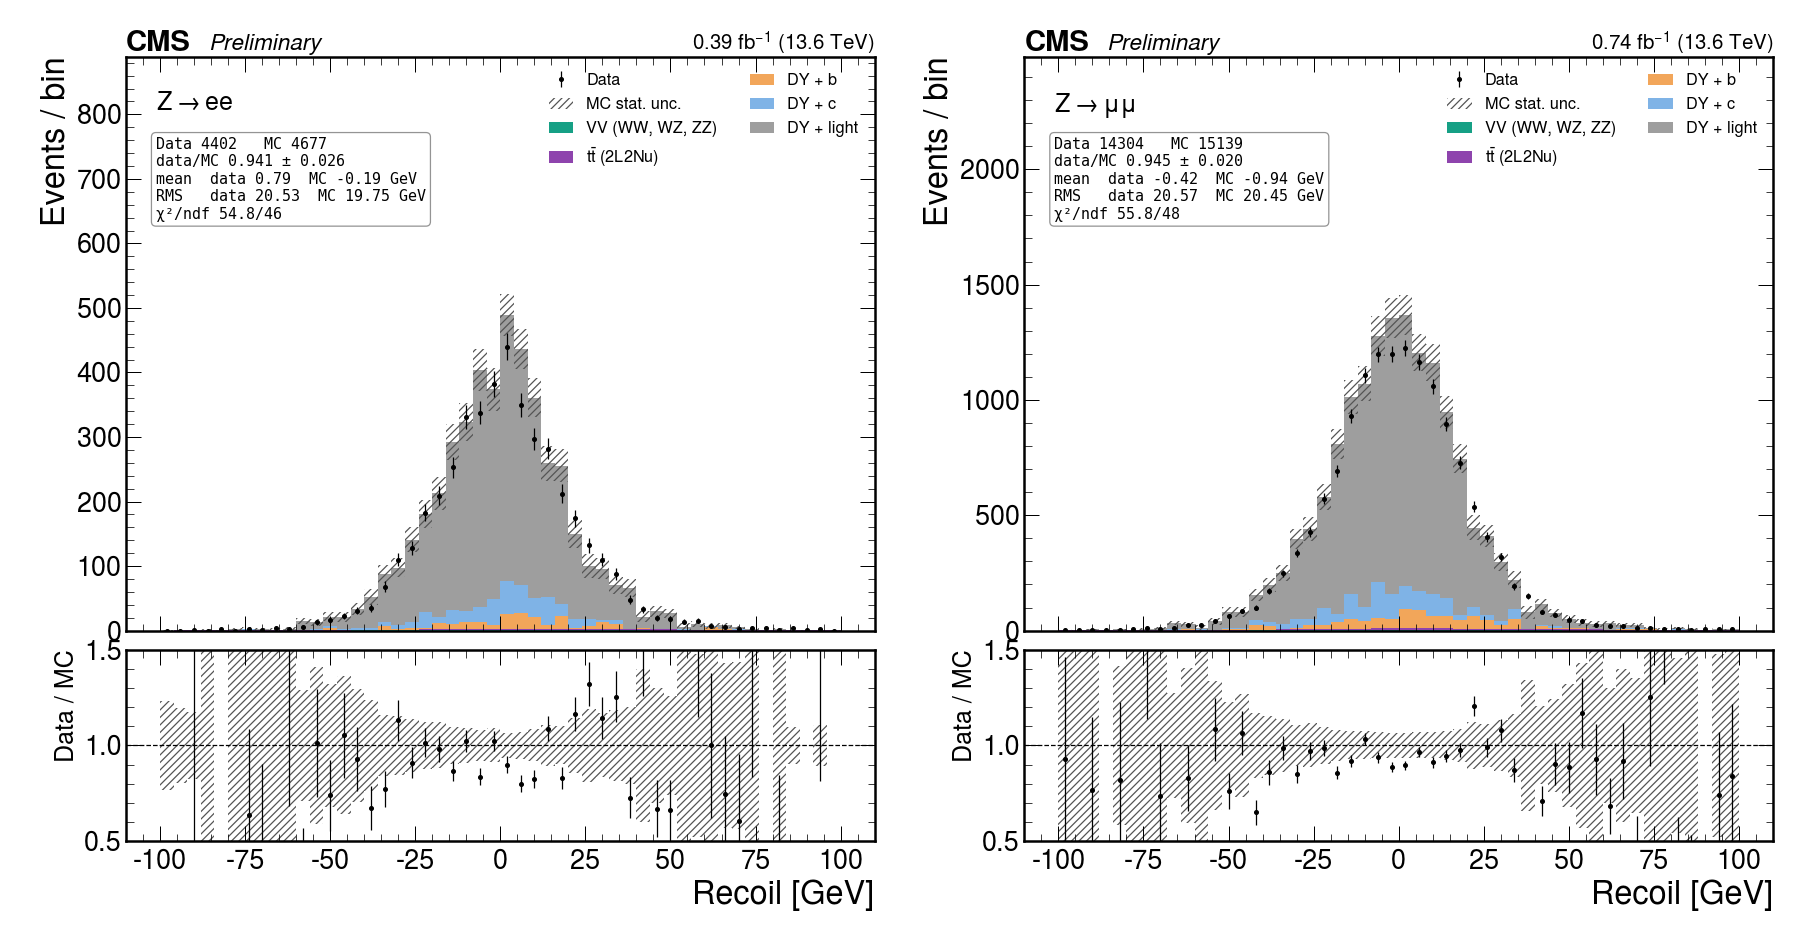 CMS Preliminary 0.39 fb⁻¹ (13.6 TeV)
Events / bin
Z → ee
Data
MC stat. unc.
VV (WW, WZ, ZZ)
tt̄ (2L2Nu)
DY + b
DY + c
DY + light
Data 4402 MC 4677
data/MC 0.941 ± 0.026
mean data 0.79 MC -0.19 GeV
RMS data 20.53 MC 19.75 GeV
χ²/ndf 54.8/46
800
700
600
500
400
300
200
100
0
Data / MC
1.5
1.0
0.5
-100 -75 -50 -25 0 25 50 75 100
Recoil [GeV]
CMS Preliminary 0.74 fb⁻¹ (13.6 TeV)
Events / bin
Z → μμ
Data
MC stat. unc.
VV (WW, WZ, ZZ)
tt̄ (2L2Nu)
DY + b
DY + c
DY + light
Data 14304 MC 15139
data/MC 0.945 ± 0.020
mean data -0.42 MC -0.94 GeV
RMS data 20.57 MC 20.45 GeV
χ²/ndf 55.8/48
2000
1500
1000
500
0
Data / MC
1.5
1.0
0.5
-100 -75 -50 -25 0 25 50 75 100
Recoil [GeV]